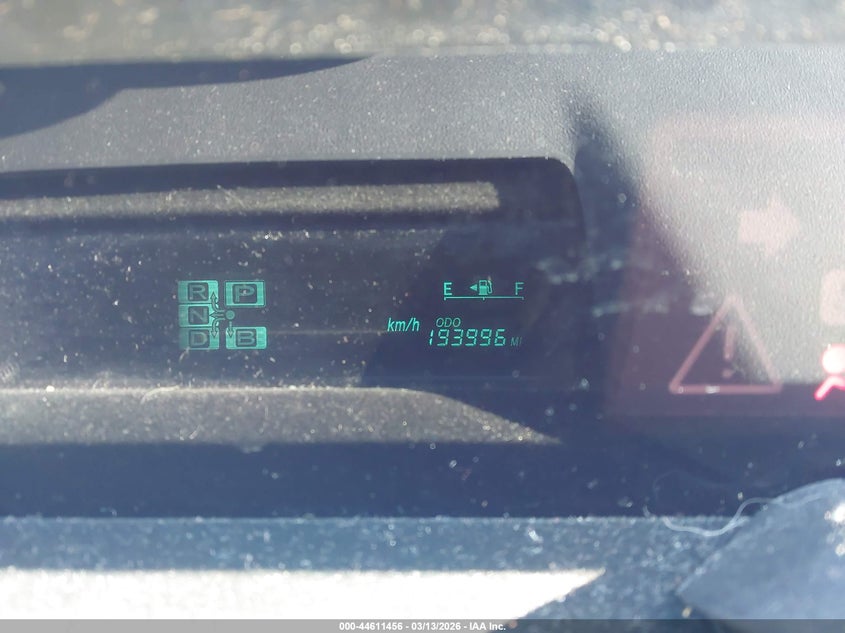 R P
N
D B
E F
km/h
ODO
193996 MI
000-44611456 - 03/13/2026 - IAA Inc.